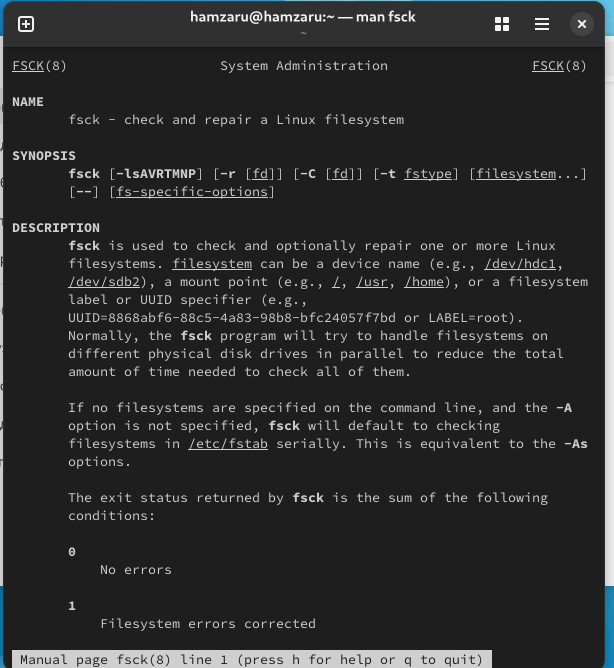 hamzaru@hamzaru:~ — man fsck
~
FSCK(8) System Administration FSCK(8)
NAME
fsck - check and repair a Linux filesystem
SYNOPSIS
fsck [-lsAVRTMNP] [-r [fd]] [-C [fd]] [-t fstype] [filesystem...]
[--] [fs-specific-options]
DESCRIPTION
fsck is used to check and optionally repair one or more Linux
filesystems. filesystem can be a device name (e.g., /dev/hdc1,
/dev/sdb2), a mount point (e.g., /, /usr, /home), or a filesystem
label or UUID specifier (e.g.,
UUID=8868abf6-88c5-4a83-98b8-bfc24057f7bd or LABEL=root).
Normally, the fsck program will try to handle filesystems on
different physical disk drives in parallel to reduce the total
amount of time needed to check all of them.
If no filesystems are specified on the command line, and the -A
option is not specified, fsck will default to checking
filesystems in /etc/fstab serially. This is equivalent to the -As
options.
The exit status returned by fsck is the sum of the following
conditions:
0
No errors
1
Filesystem errors corrected
Manual page fsck(8) line 1 (press h for help or q to quit)